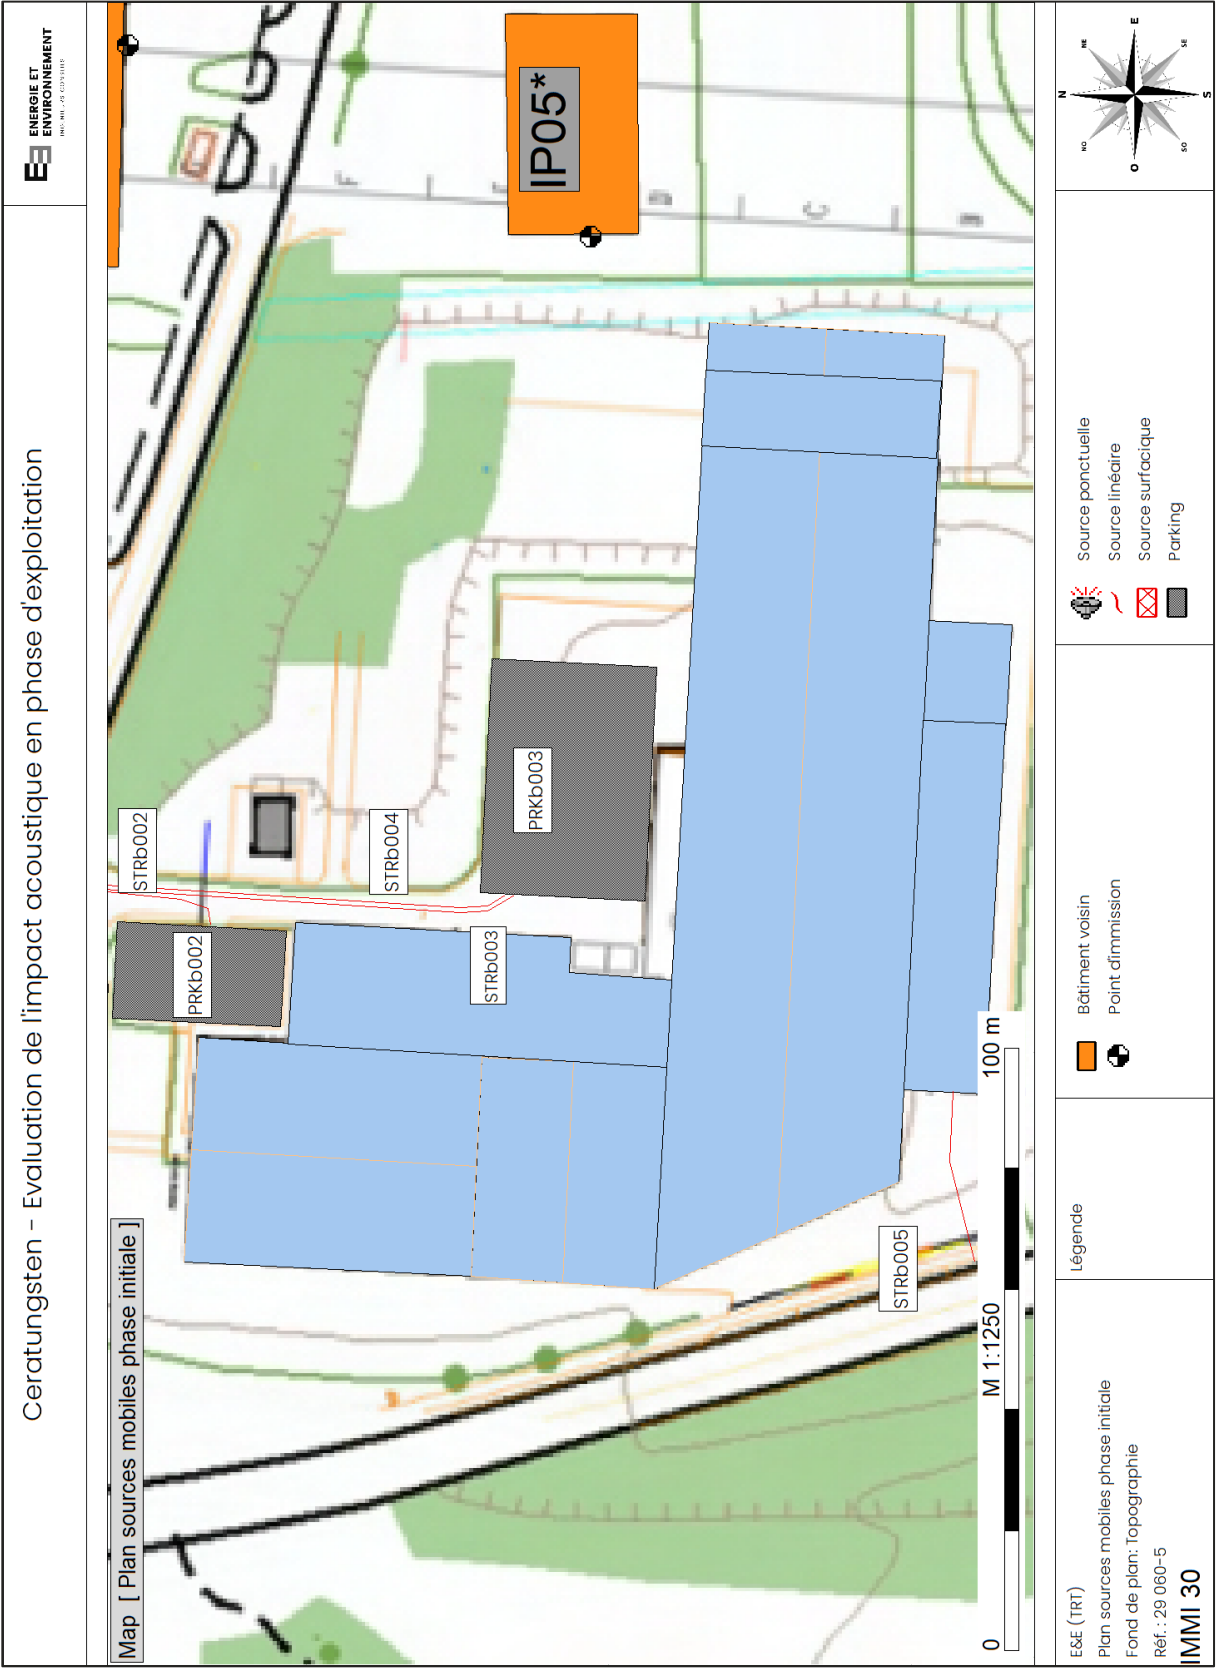 Ceratungsten - Evaluation de l'impact acoustique en phase d'exploitation
ENERGIE ET
ENVIRONNEMENT
Map [ Plan sources mobiles phase initiale ]
STRb002
PRKb002
STRb004
STRb003
PRKb003
IP05*
STRb005
F
D
C
B
0
M 1:1250
100 m
E&E (TRT)
Plan sources mobiles phase initiale
Fond de plan: Topographie
Réf. : 29 060-5
IMMI 30
Légende
Bâtiment voisin
Point d'immission
Source ponctuelle
Source linéaire
Source surfacique
Parking
N
NE
E
SE
S
SO
O
NO